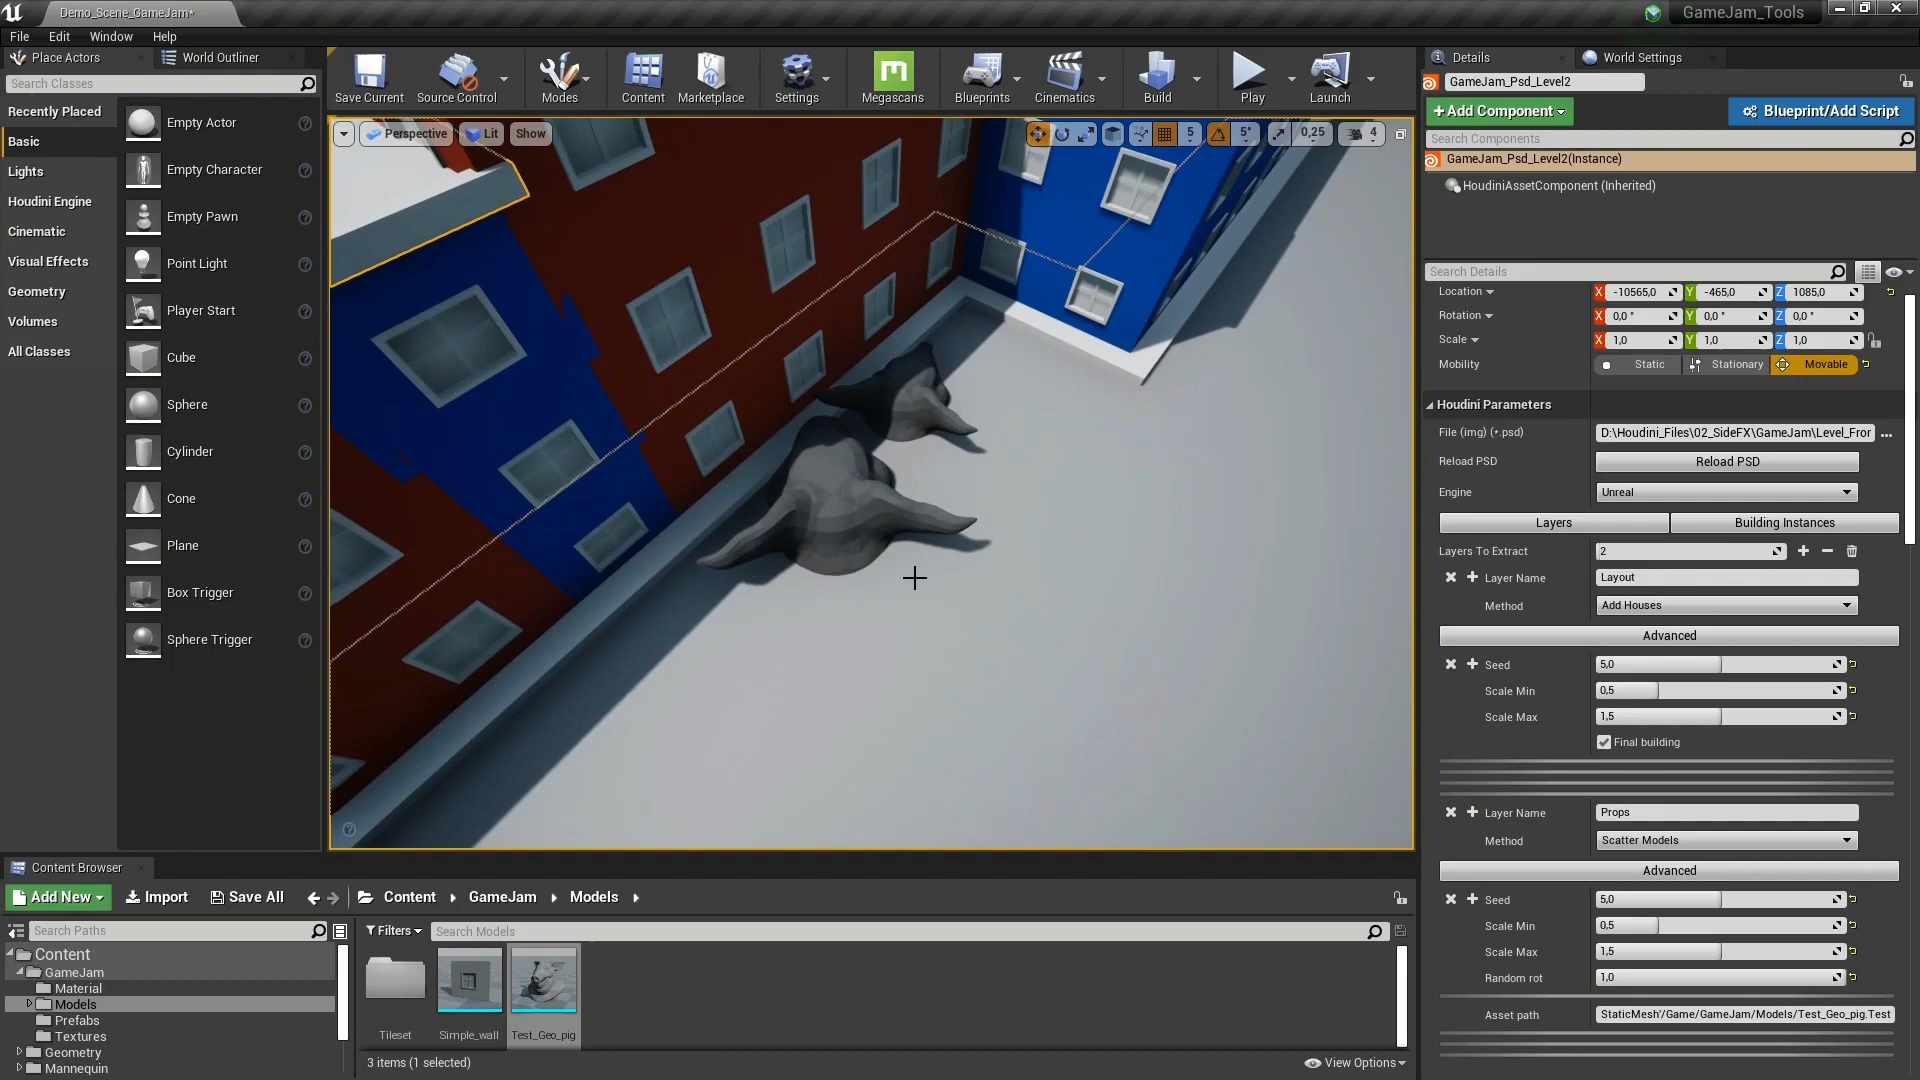 Demo_Scene_GameJam*
GameJam_Tools
File Edit Window Help
Place Actors
World Outliner
Search Classes
Recently Placed
Basic
Lights
Houdini Engine
Cinematic
Visual Effects
Geometry
Volumes
All Classes
Empty Actor
Empty Character
Empty Pawn
Point Light
Player Start
Cube
Sphere
Cylinder
Cone
Plane
Box Trigger
Sphere Trigger
Save Current
Source Control
Modes
Content
Marketplace
Settings
Megascans
Blueprints
Cinematics
Build
Play
Launch
Perspective
Lit
Show
5
5°
0,25
4
Details
World Settings
GameJam_Psd_Level2
+Add Component
Blueprint/Add Script
Search Components
GameJam_Psd_Level2(Instance)
HoudiniAssetComponent (Inherited)
Search Details
Location X -10565,0 Y -465,0 Z 1085,0
Rotation X 0,0 ° Y 0,0 ° Z 0,0 °
Scale X 1,0 Y 1,0 Z 1,0
Mobility Static Stationary Movable
Houdini Parameters
File (img) (*.psd) D:\Houdini_Files\02_SideFX\GameJam\Level_Fror
Reload PSD Reload PSD
Engine Unreal
Layers Building Instances
Layers To Extract 2
Layer Name Layout
Method Add Houses
Advanced
Seed 5,0
Scale Min 0,5
Scale Max 1,5
Final building
Layer Name Props
Method Scatter Models
Advanced
Seed 5,0
Scale Min 0,5
Scale Max 1,5
Random rot 1,0
Asset path StaticMesh'/Game/GameJam/Models/Test_Geo_pig.Test
Content Browser
Add New Import Save All Content GameJam Models
Search Paths
Content
GameJam
Material
Models
Prefabs
Textures
Geometry
Mannequin
Filters
Search Models
Tileset
Simple_wall
Test_Geo_pig
3 items (1 selected)
View Options